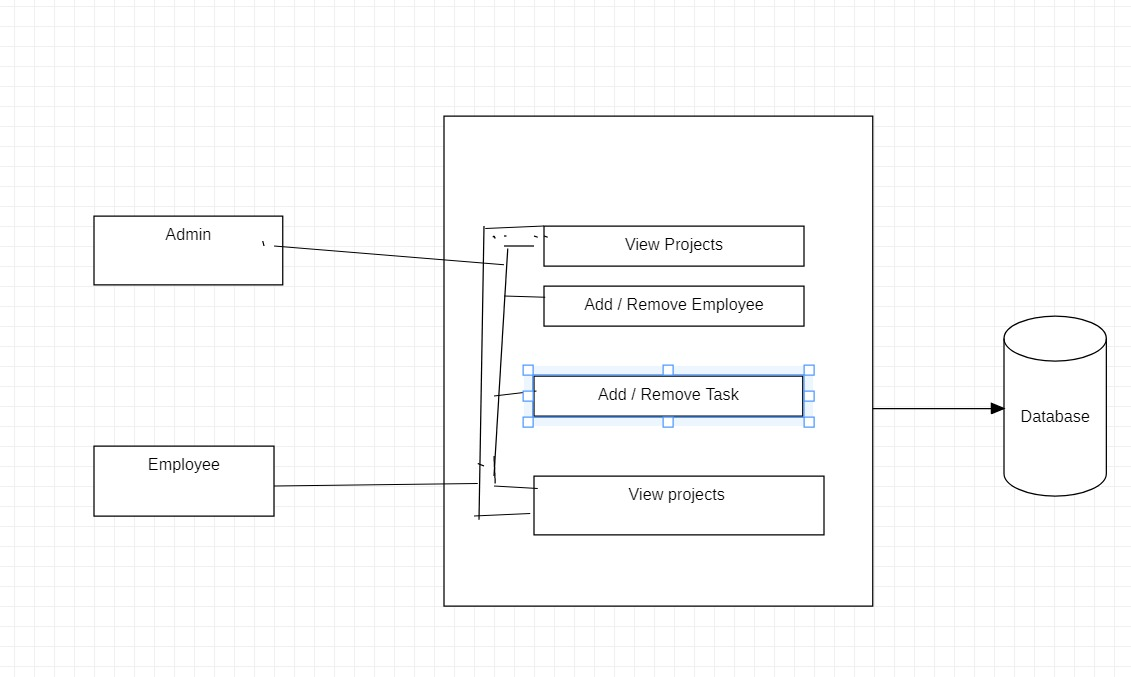 Admin
View Projects
Add / Remove Employee
Add / Remove Task
Database
Employee
View projects